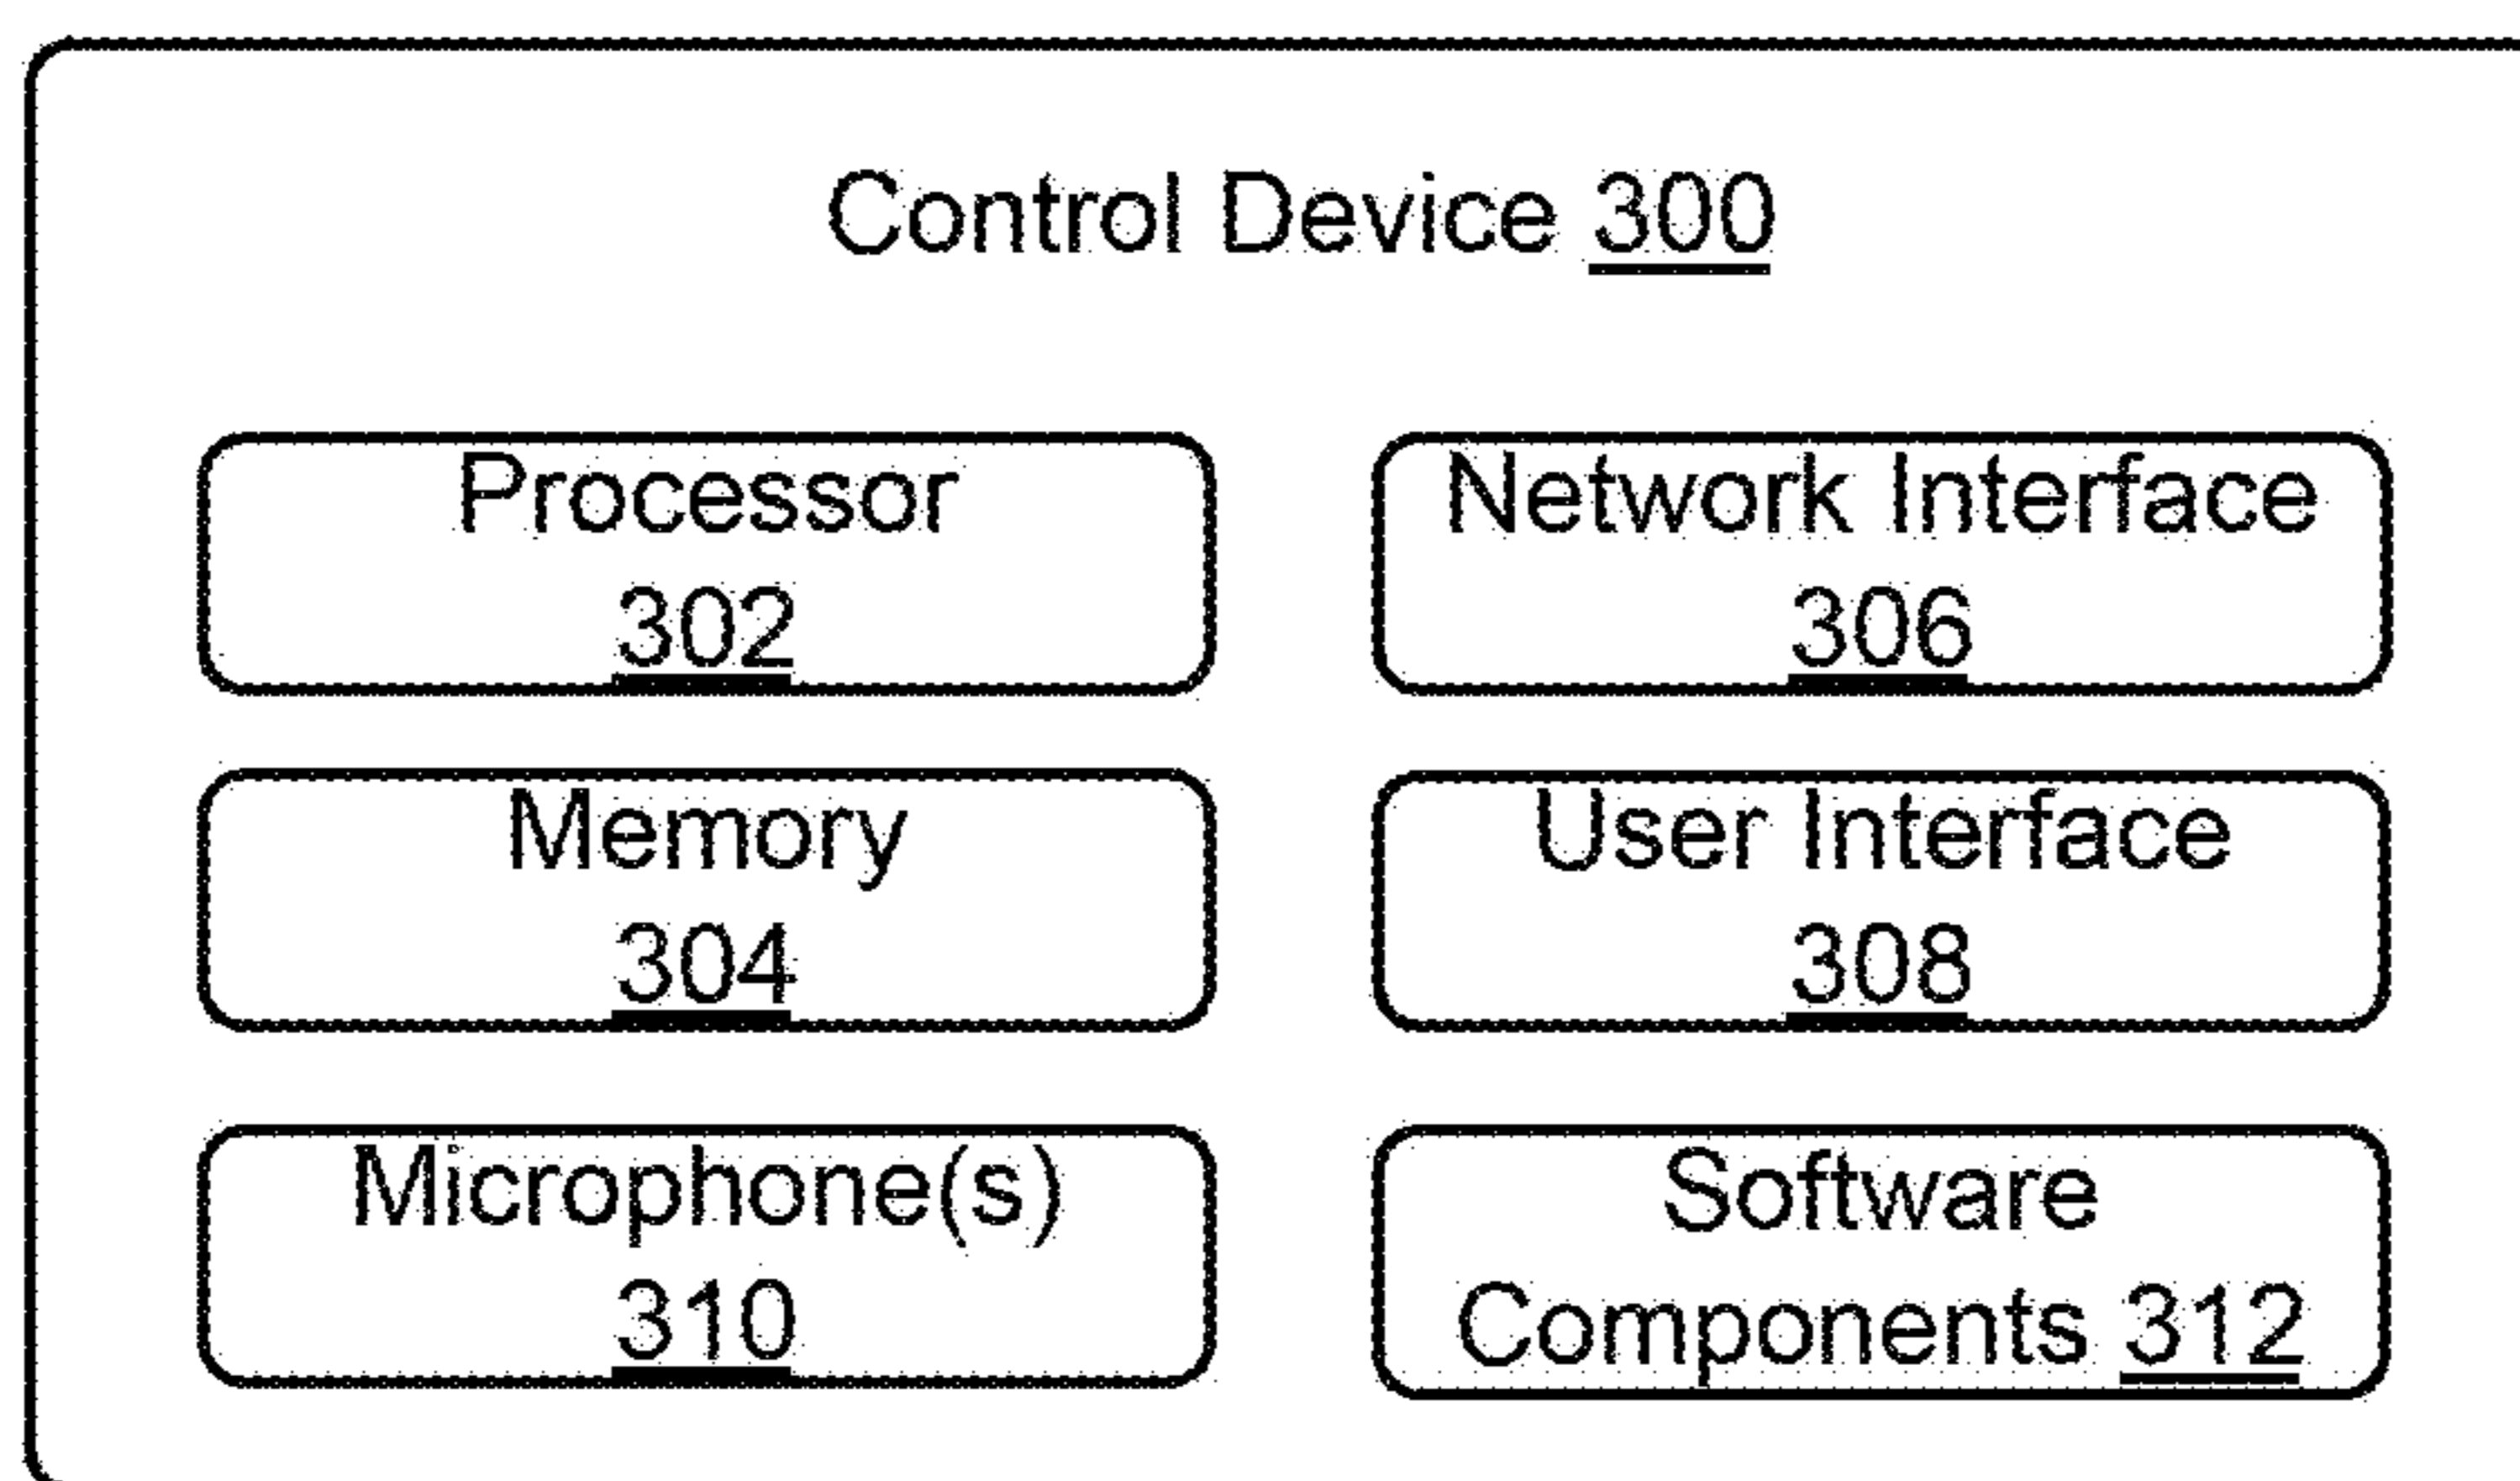 Control Device 300
Processor
302
Network Interface
306
Memory
304
User Interface
308
Microphone(s)
310
Software
Components 312